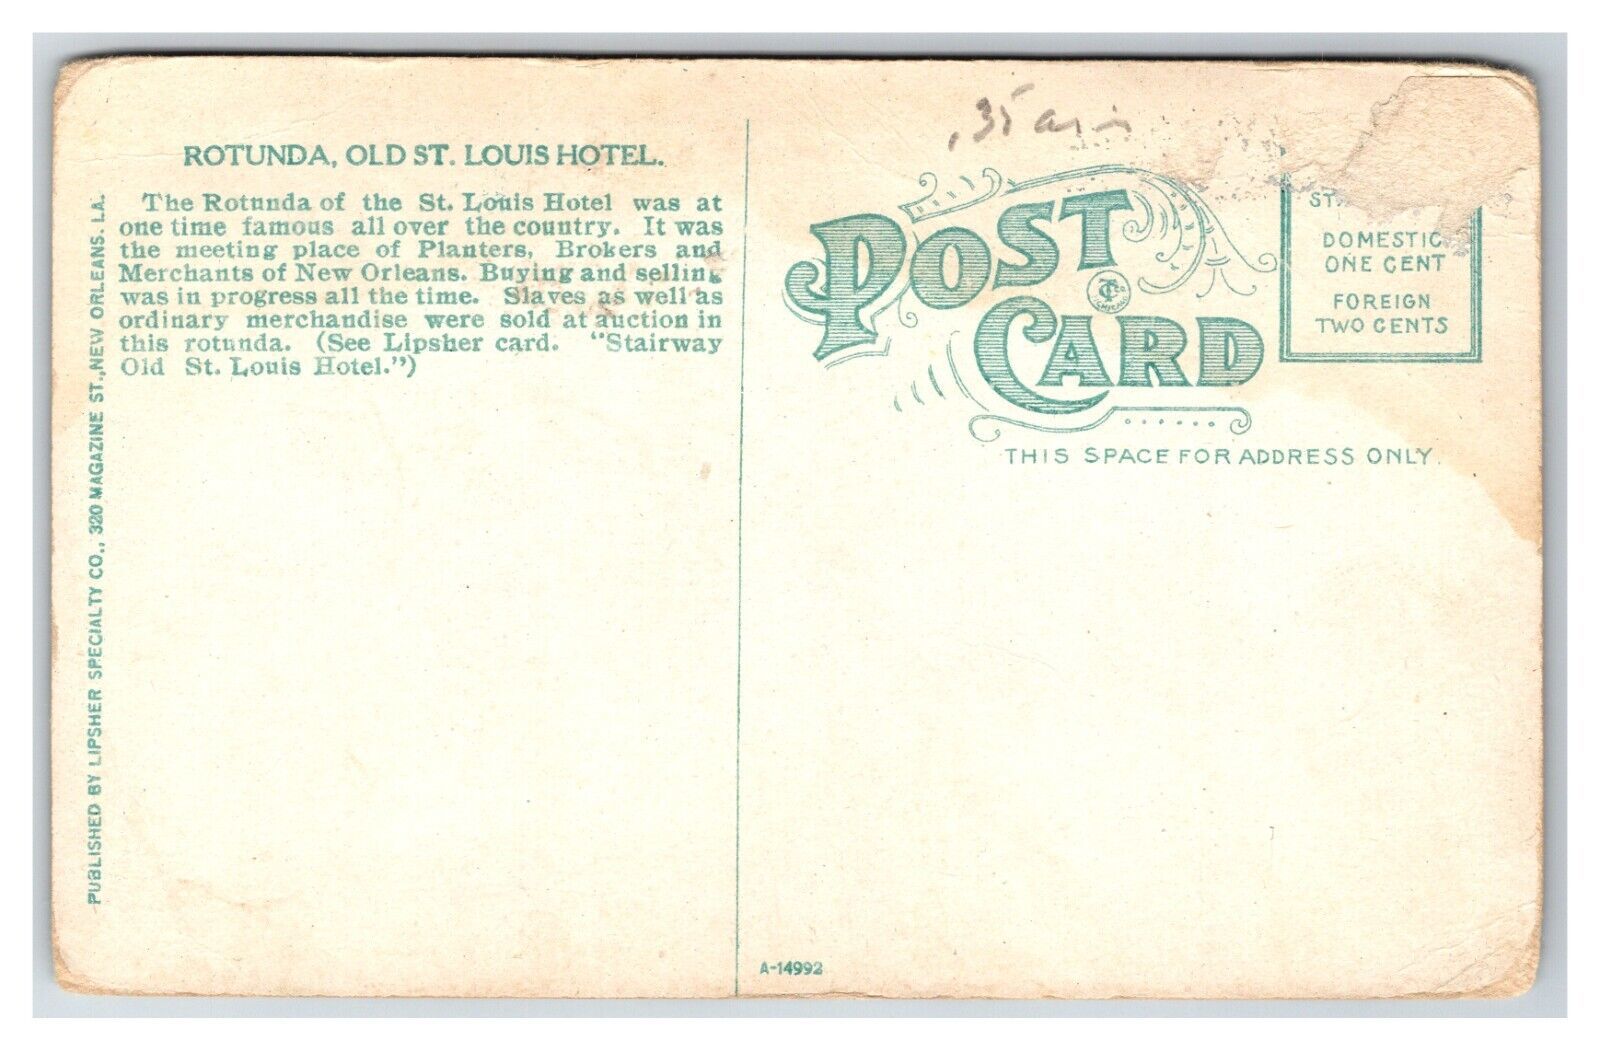 ROTUNDA, OLD ST. LOUIS HOTEL.
The Rotunda of the St. Louis Hotel was at
one time famous all over the country. It was
the meeting place of Planters, Brokers and
Merchants of New Orleans. Buying and selling
was in progress all the time. Slaves as well as
ordinary merchandise were sold at auction in
this rotunda. (See Lipsher card. "Stairway
Old St. Louis Hotel.")
PUBLISHED BY LIPSHER SPECIALTY CO., 320 MAGAZINE ST., NEW ORLEANS. LA.
.35
POST
CARD
THIS SPACE FOR ADDRESS ONLY.
DOMESTIC
ONE CENT
FOREIGN
TWO CENTS
A-14992